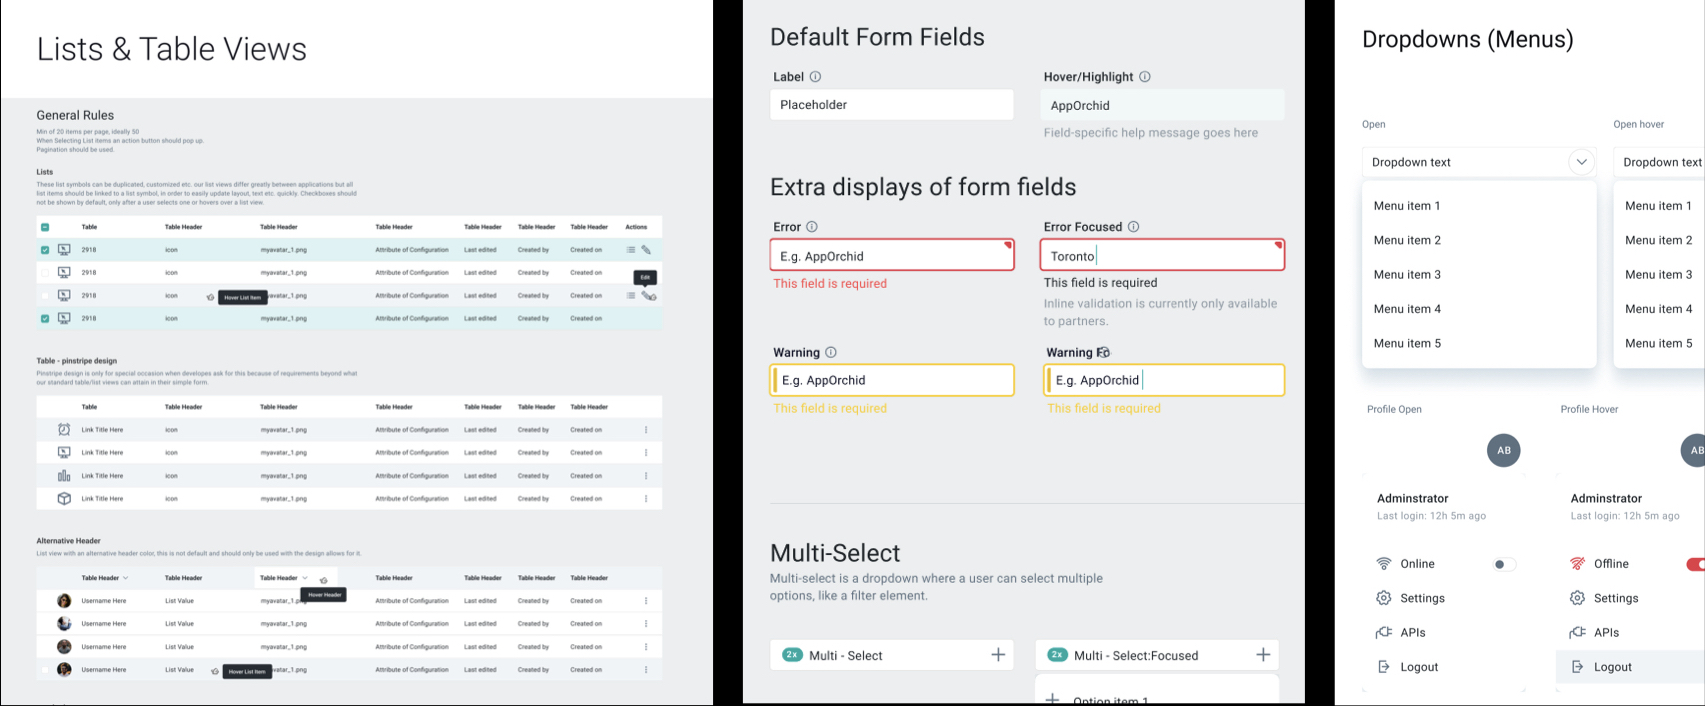 Lists & Table Views
General Rules
Min of 20 items per page, ideally 50
When Selecting List items an action button should pop up.
Pagination should be used.
Lists
These list symbols can be duplicated, customized etc. our list views differ greatly between applications but all
list items should be linked to a list symbol, in order to easily update layout, text etc. quickly. Checkboxes should
not be shown by default, only after a user selects one or hovers over a list view.
Table Table Header Table Header Table Header Table Header Table Header Table Header Actions
2918 icon myavatar_1.png Attribute of Configuration Last edited Created by Created on
2918 icon myavatar_1.png Attribute of Configuration Last edited Created by Created on
Edit
2918 icon Hover List Item vatar_1.png Attribute of Configuration Last edited Created by Created on
2918 icon myavatar_1.png Attribute of Configuration Last edited Created by Created on
Table - pinstripe design
Pinstripe design is only for special occasion when developes ask for this because of requirements beyond what
our standard table/list views can attain in their simple form.
Table Table Header Table Header Table Header Table Header Table Header Table Header
Link Title Here icon myavatar_1.png Attribute of Configuration Last edited Created by Created on
Link Title Here icon myavatar_1.png Attribute of Configuration Last edited Created by Created on
Link Title Here icon myavatar_1.png Attribute of Configuration Last edited Created by Created on
Link Title Here icon myavatar_1.png Attribute of Configuration Last edited Created by Created on
Alternative Header
List view with an alternative header color, this is not default and should only be used with the design allows for it.
Table Header Table Header Table Header Table Header Table Header Table Header Table Header
Hover Header
Username Here List Value myavatar_1.p Attribute of Configuration Last edited Created by Created on
Username Here List Value myavatar_1.png Attribute of Configuration Last edited Created by Created on
Username Here List Value myavatar_1.png Attribute of Configuration Last edited Created by Created on
Username Here List Value Hover List Item vatar_1.png Attribute of Configuration Last edited Created by Created on
Default Form Fields
Label Hover/Highlight
Placeholder AppOrchid
Field-specific help message goes here
Extra displays of form fields
Error Error Focused
E.g. AppOrchid Toronto
This field is required This field is required
Inline validation is currently only available
to partners.
Warning Warning
E.g. AppOrchid E.g. AppOrchid
This field is required This field is required
Multi-Select
Multi-select is a dropdown where a user can select multiple
options, like a filter element.
2x Multi - Select 2x Multi - Select:Focused
Option item 1
Dropdowns (Menus)
Open Open hover
Dropdown text Dropdown text
Menu item 1 Menu item 1
Menu item 2 Menu item 2
Menu item 3 Menu item 3
Menu item 4 Menu item 4
Menu item 5 Menu item 5
Profile Open Profile Hover
AB AB
Adminstrator Adminstrator
Last login: 12h 5m ago Last login: 12h 5m ago
Online Offline
Settings Settings
APIs APIs
Logout Logout